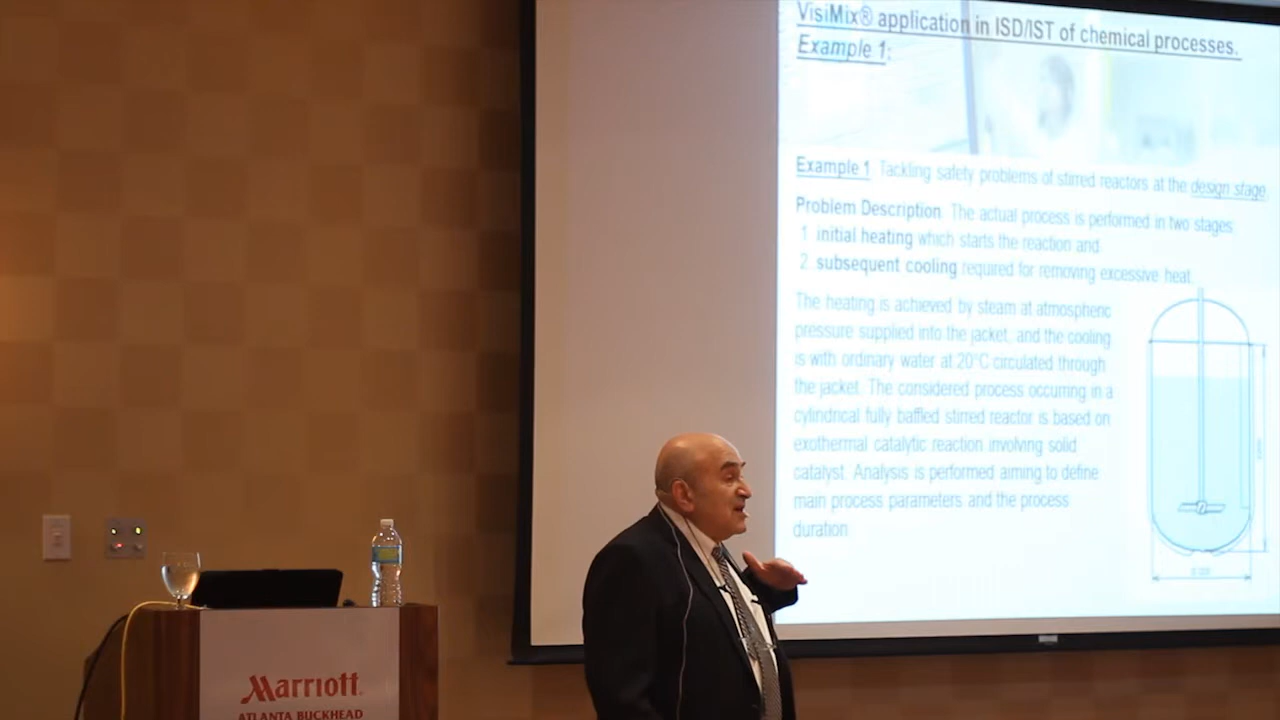 VisiMix® application in ISD/IST of chemical processes.
Example 1:
Example 1. Tackling safety problems of stirred reactors at the design stage.
Problem Description. The actual process is performed in two stages:
1. initial heating which starts the reaction and
2. subsequent cooling required for removing excessive heat.
The heating is achieved by steam at atmospheric
pressure supplied into the jacket, and the cooling
is with ordinary water at 20°C circulated through
the jacket. The considered process occurring in a
cylindrical fully baffled stirred reactor is based on
exothermal catalytic reaction involving solid
catalyst. Analysis is performed aiming to define
main process parameters and the process
duration.
Marriott
ATLANTA BUCKHEAD